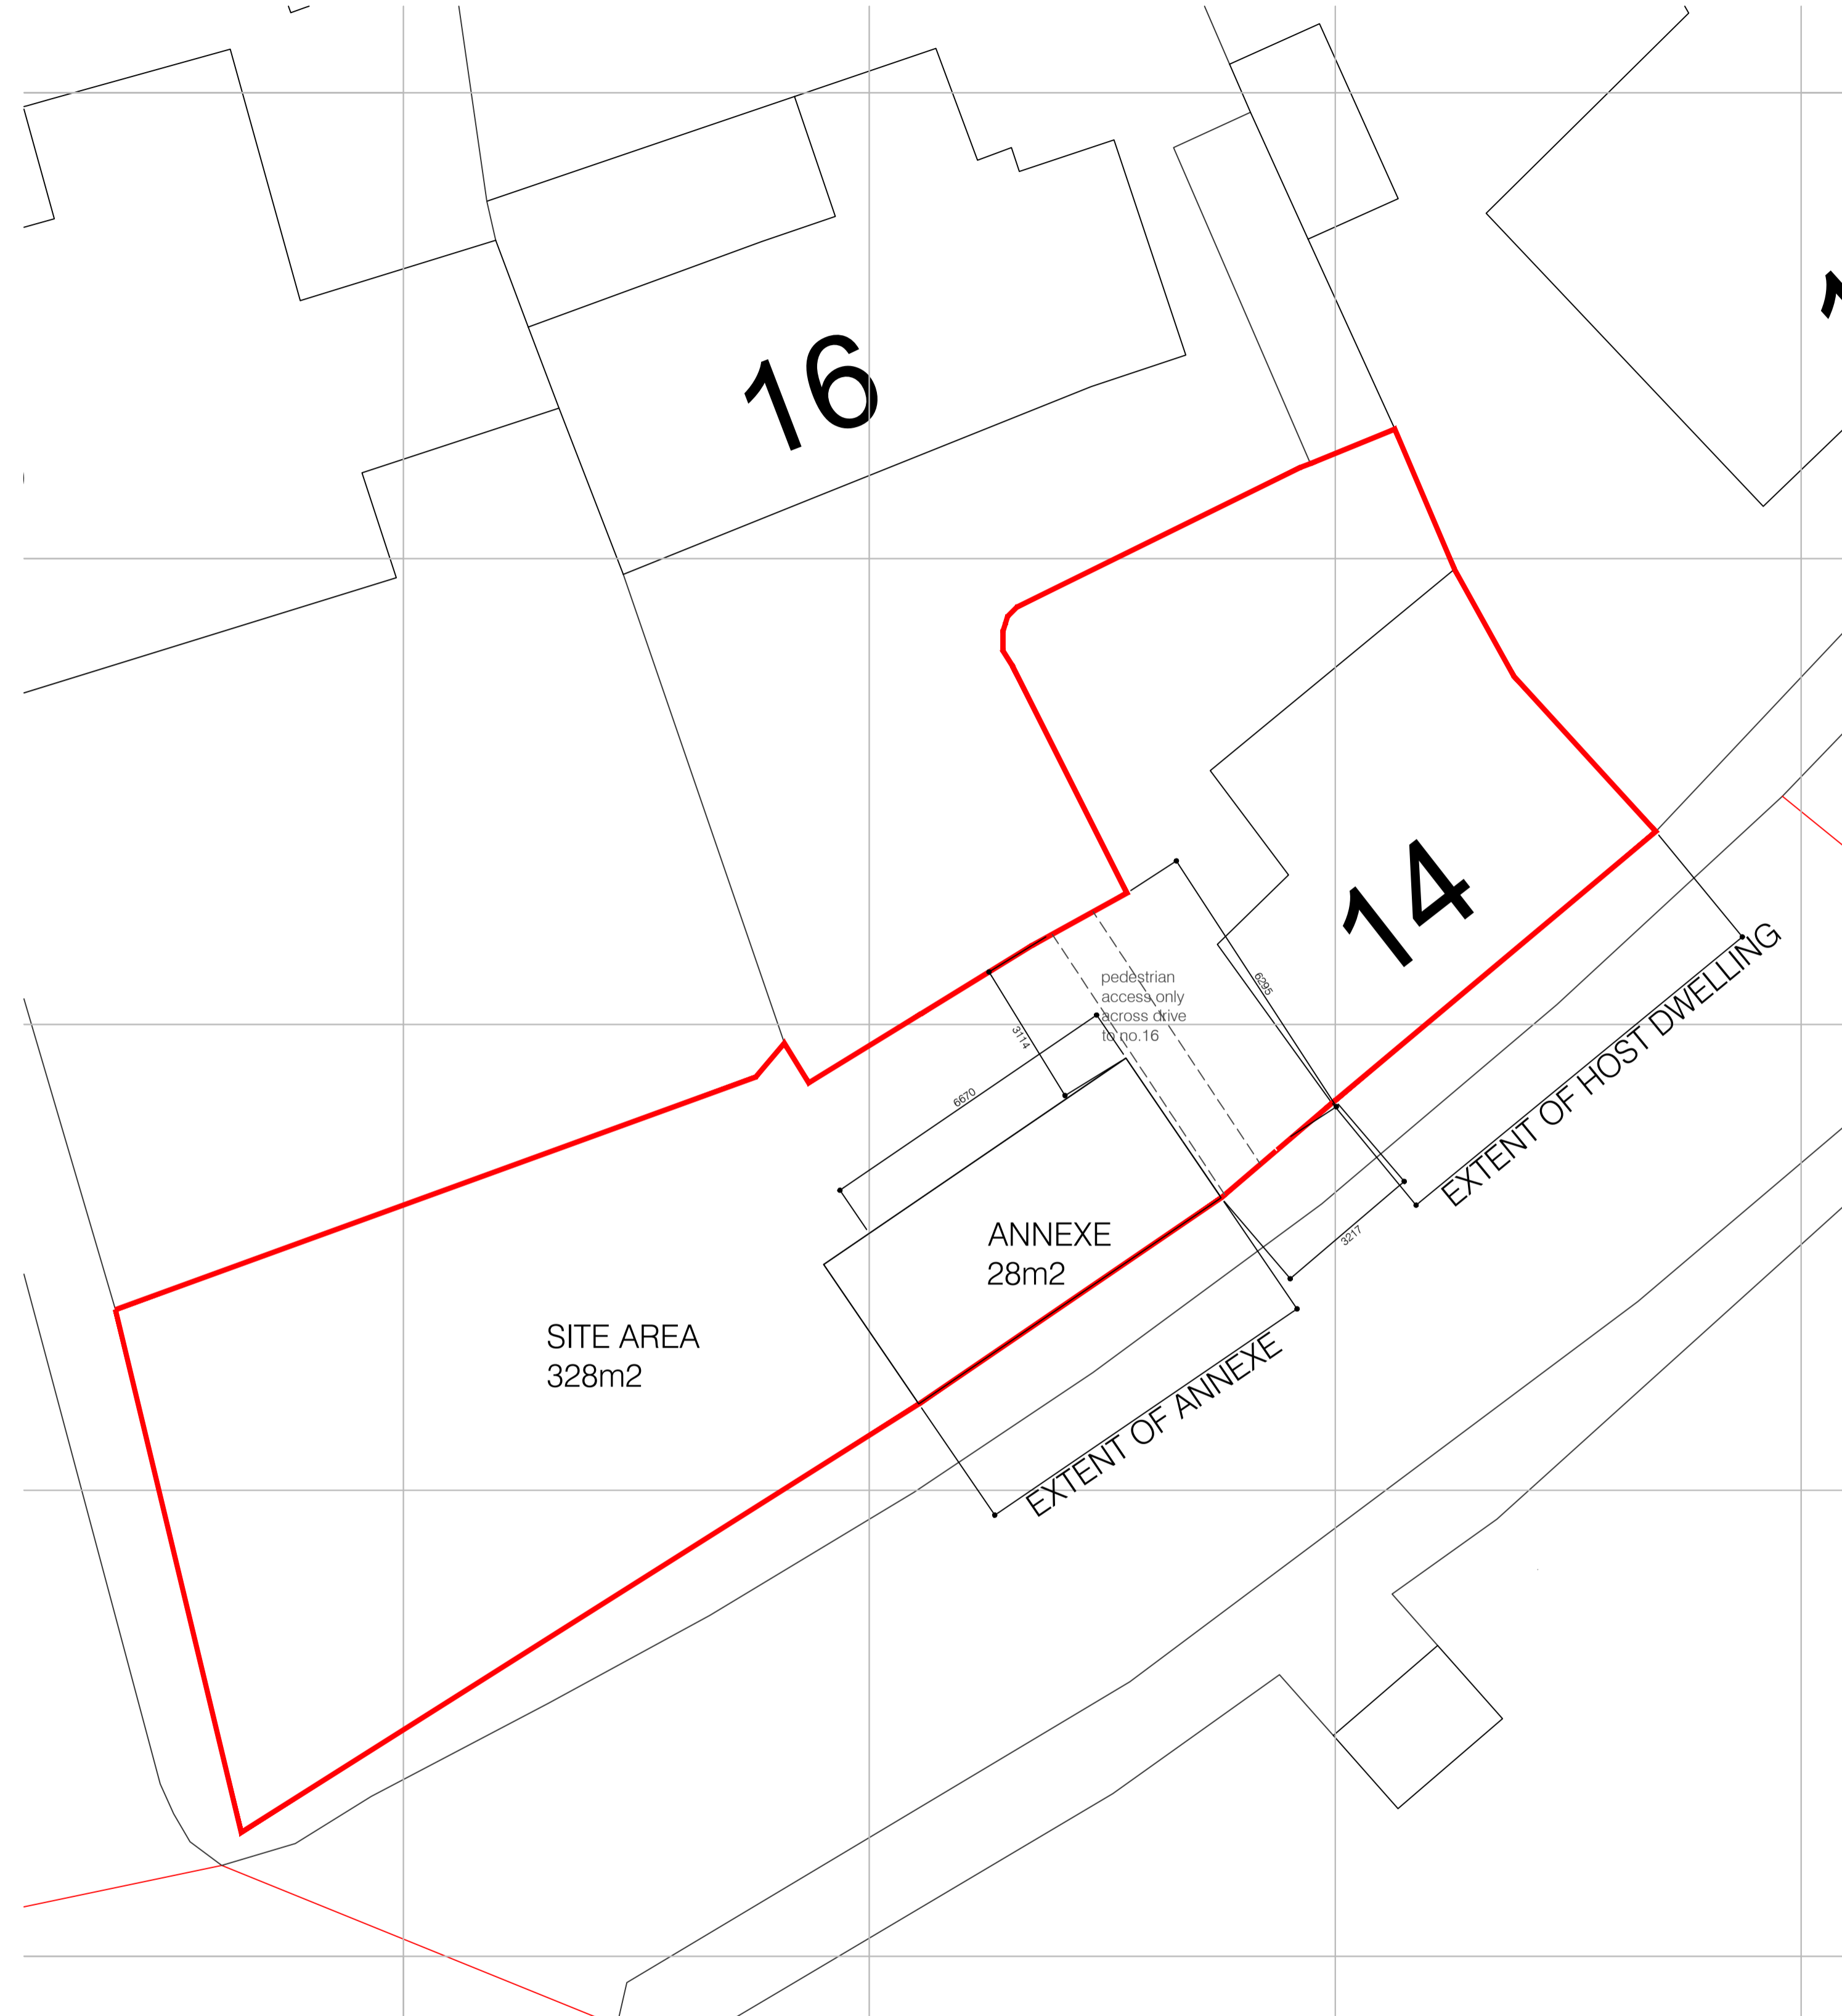 16
14
pedestrian
access only
across drive
to no.16
6295
3114
6670
3217
ANNEXE
28m2
SITE AREA
328m2
EXTENT OF HOST DWELLING
EXTENT OF ANNEXE